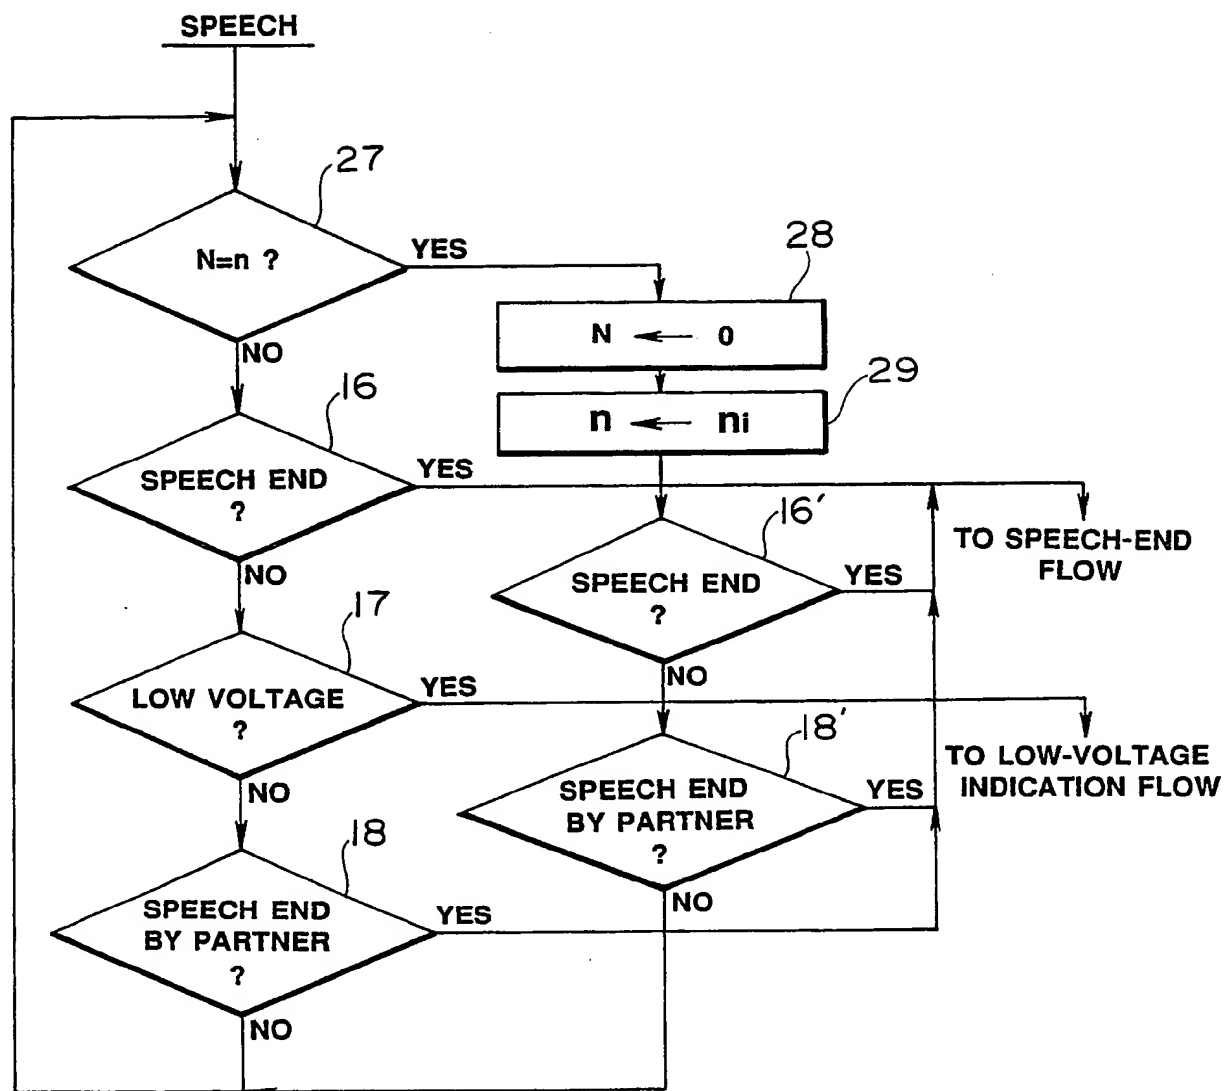 SPEECH
27
N=n ?
YES
NO
28
N ← 0
29
n ← ni
16
SPEECH END
?
YES
NO
TO SPEECH-END
FLOW
16'
SPEECH END
?
YES
NO
17
LOW VOLTAGE
?
YES
NO
TO LOW-VOLTAGE
INDICATION FLOW
18'
SPEECH END
BY PARTNER
?
YES
NO
18
SPEECH END
BY PARTNER
?
YES
NO